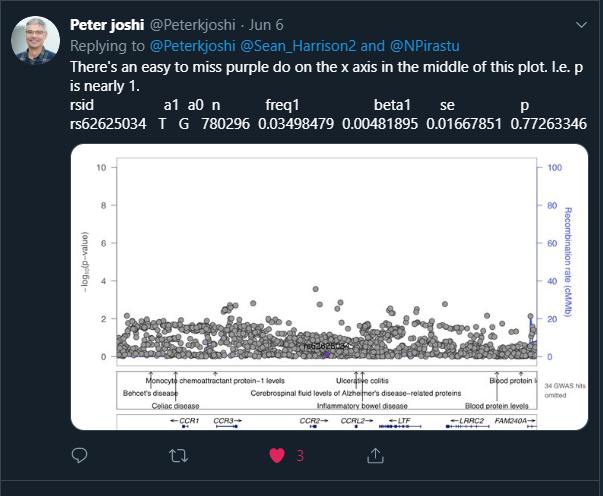 Peter joshi @Peterkjoshi · Jun 6
Replying to @Peterkjoshi @Sean_Harrison2 and @NPirastu
There's an easy to miss purple do on the x axis in the middle of this plot. I.e. p
is nearly 1.
rsid a1 a0 n freq1 beta1 se p
rs62625034 T G 780296 0.03498479 0.00481895 0.01667851 0.77263346
10
8
6
4
2
0
− log10(p-value)
100
80
60
40
20
0
Recombination rate (cM/Mb)
rs62625034
Monocyte chemoattractant protein-1 levels
Ulcerative colitis
Blood protein l
Behcet's disease
Cerebrospinal fluid levels of Alzheimer's disease-related proteins
Celiac disease
Inflammatory bowel disease
Blood protein levels
34 GWAS hits
omitted
←CCR1
CCR3→
CCR2→
CCRL2→
←LTF
←LRRC2
FAM240A→
3